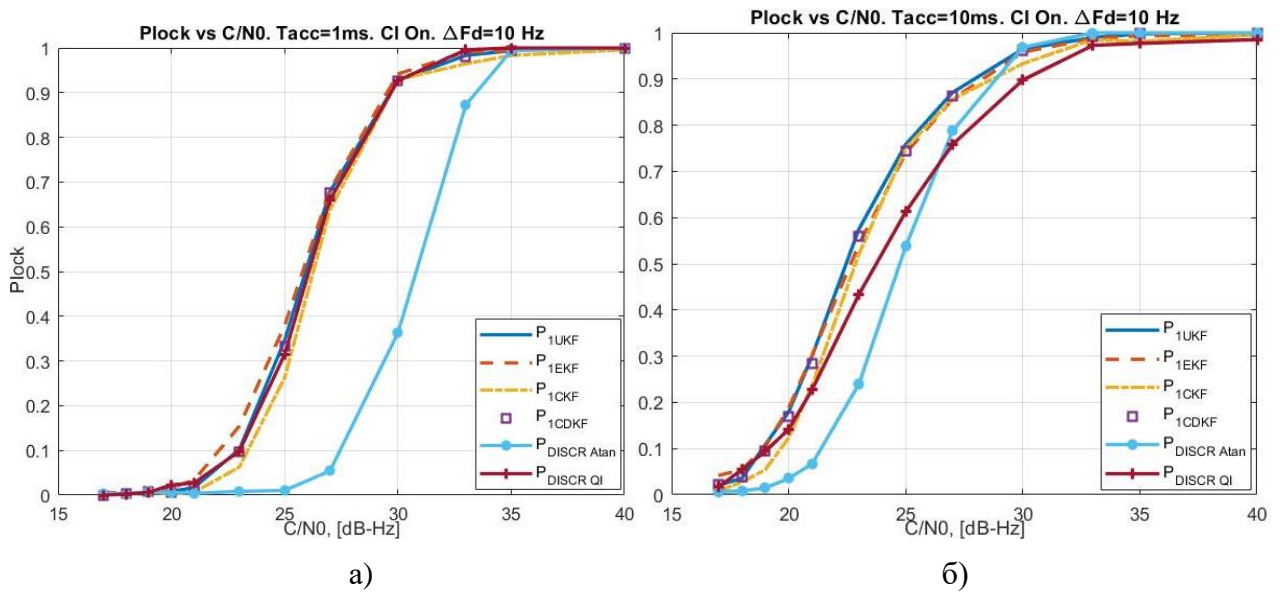 Plock vs C/N0. Tacc=1ms. CI On. △Fd=10 Hz
Plock
1
0.9
0.8
0.7
0.6
0.5
0.4
0.3
0.2
0.1
0
15
20
25
30
35
40
C/N0, [dB-Hz]
P1UKF
P1EKF
P1CKF
P1CDKF
PDISCR Atan
PDISCR QI
а)
Plock vs C/N0. Tacc=10ms. CI On. △Fd=10 Hz
1
0.9
0.8
0.7
0.6
0.5
0.4
0.3
0.2
0.1
0
15
20
25
30
35
40
C/N0, [dB-Hz]
P1UKF
P1EKF
P1CKF
P1CDKF
PDISCR Atan
PDISCR QI
б)